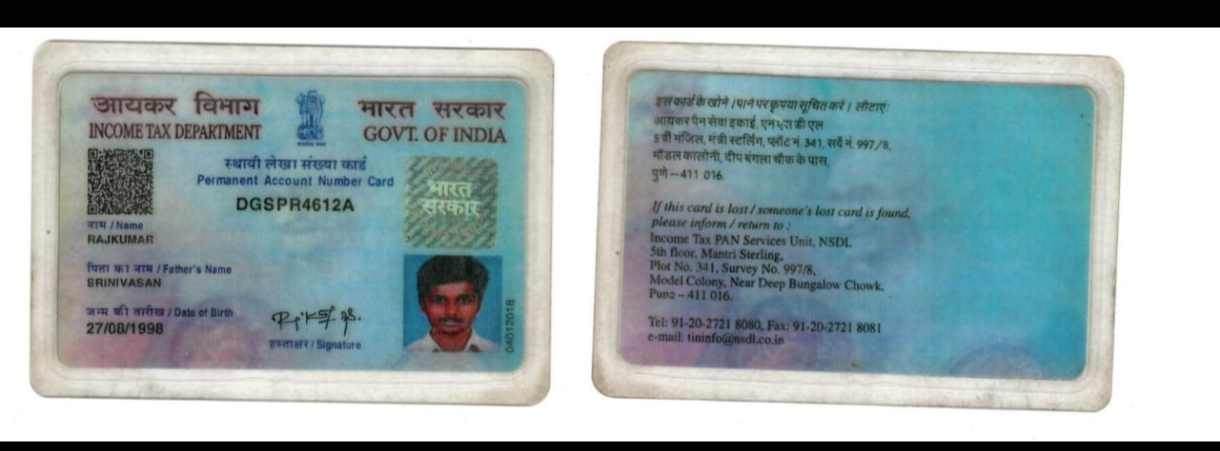 आयकर विभाग
INCOME TAX DEPARTMENT
भारत सरकार
GOVT. OF INDIA
स्थायी लेखा संख्या कार्ड
Permanent Account Number Card
DGSPR4612A
भारत
सरकार
नाम / Name
RAJKUMAR
पिता का नाम / Father's Name
SRINIVASAN
जन्म की तारीख / Date of Birth
27/08/1998
हस्ताक्षर / Signature
04012018
इस कार्ड के खोने / पाने पर कृपया सूचित करें / लौटाएं:
आयकर पैन सेवा इकाई, एन एस डी एल
5 वीं मंजिल, मंत्री स्टर्लिंग, प्लॉट नं. 341, सर्वे नं. 997/8,
मॉडल कालोनी, दीप बंगला चौक के पास,
पुणे – 411 016.
If this card is lost / someone's lost card is found,
please inform / return to :
Income Tax PAN Services Unit, NSDL
5th floor, Mantri Sterling,
Plot No. 341, Survey No. 997/8,
Model Colony, Near Deep Bungalow Chowk,
Pune – 411 016.
Tel: 91-20-2721 8080, Fax: 91-20-2721 8081
e-mail: tininfo@nsdl.co.in